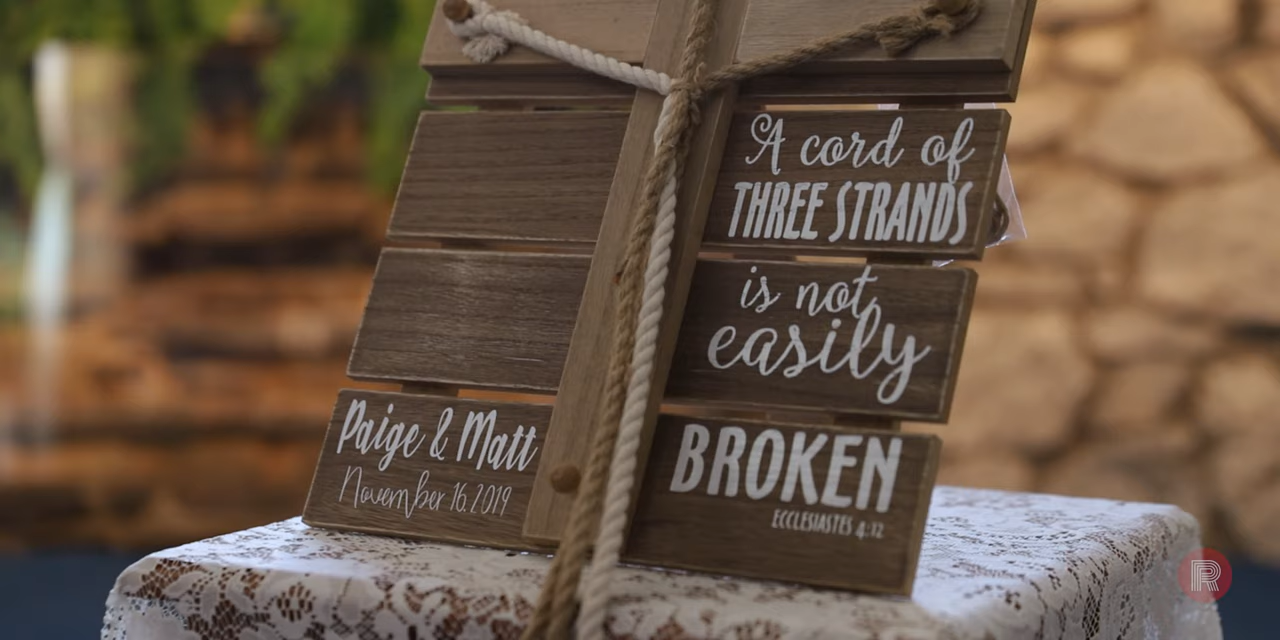 A cord of
THREE STRANDS
is not
easily
BROKEN
ECCLESIASTES 4:12
Paige & Matt
November 16, 2019
R